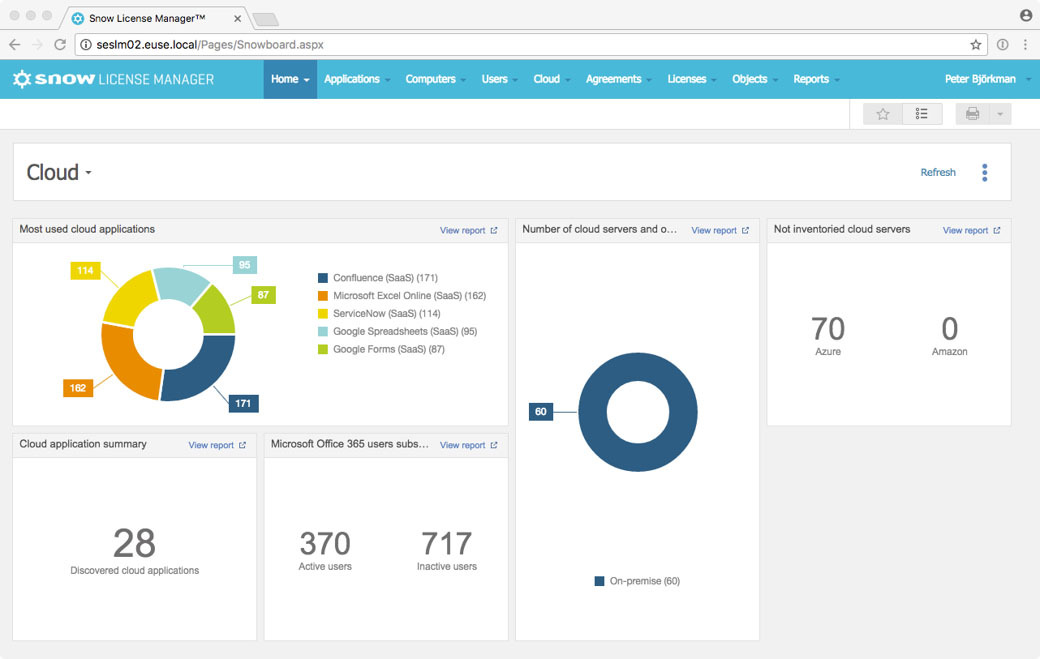 Snow License Manager™
seslm02.euse.local/Pages/Snowboard.aspx
snow LICENSE MANAGER
Home Applications Computers Users Cloud Agreements Licenses Objects Reports Peter Björkman
Cloud
Refresh
Most used cloud applications View report
114
95
87
162
171
Confluence (SaaS) (171)
Microsoft Excel Online (SaaS) (162)
ServiceNow (SaaS) (114)
Google Spreadsheets (SaaS) (95)
Google Forms (SaaS) (87)
Number of cloud servers and o... View report
60
On-premise (60)
Not inventoried cloud servers View report
70 0
Azure Amazon
Cloud application summary View report
28
Discovered cloud applications
Microsoft Office 365 users subs... View report
370 717
Active users Inactive users